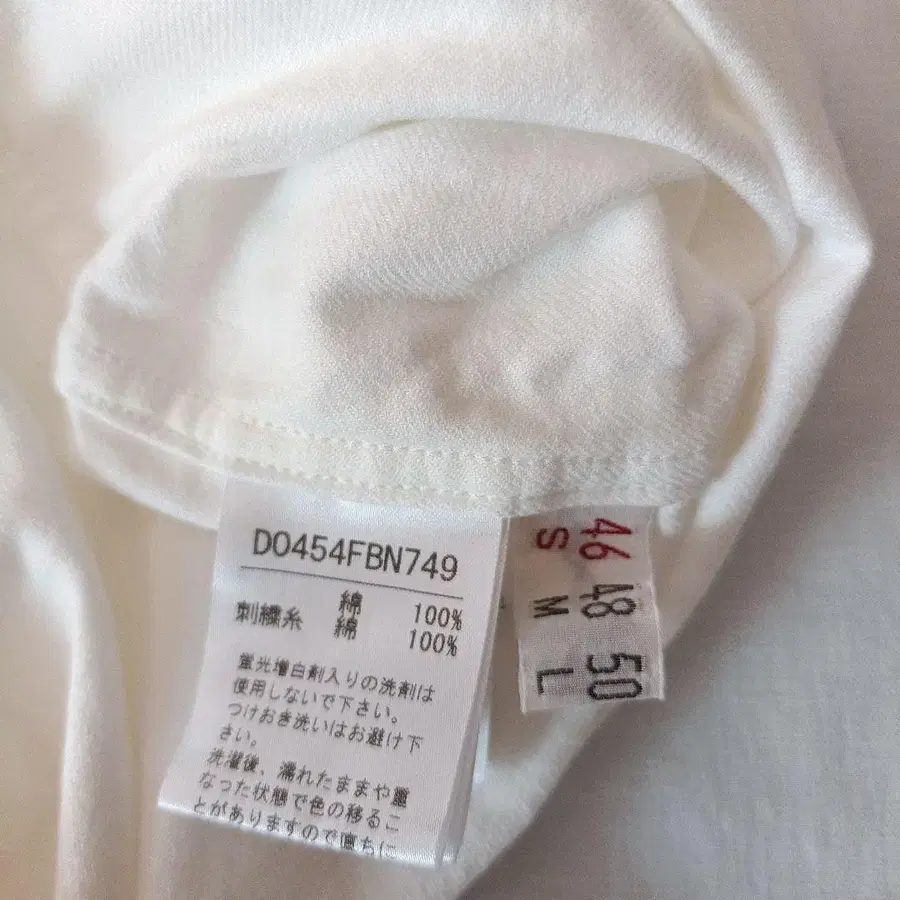 DO454FBN749
綿 100%
刺繍糸 綿 100%
蛍光増白剤入りの洗剤は
使用しないで下さい。
つけおき洗いはお避け下
さい。
洗濯後、濡れたままや重
なった状態で色の移るこ
とがありますので直ちに
46 48 50
S M L